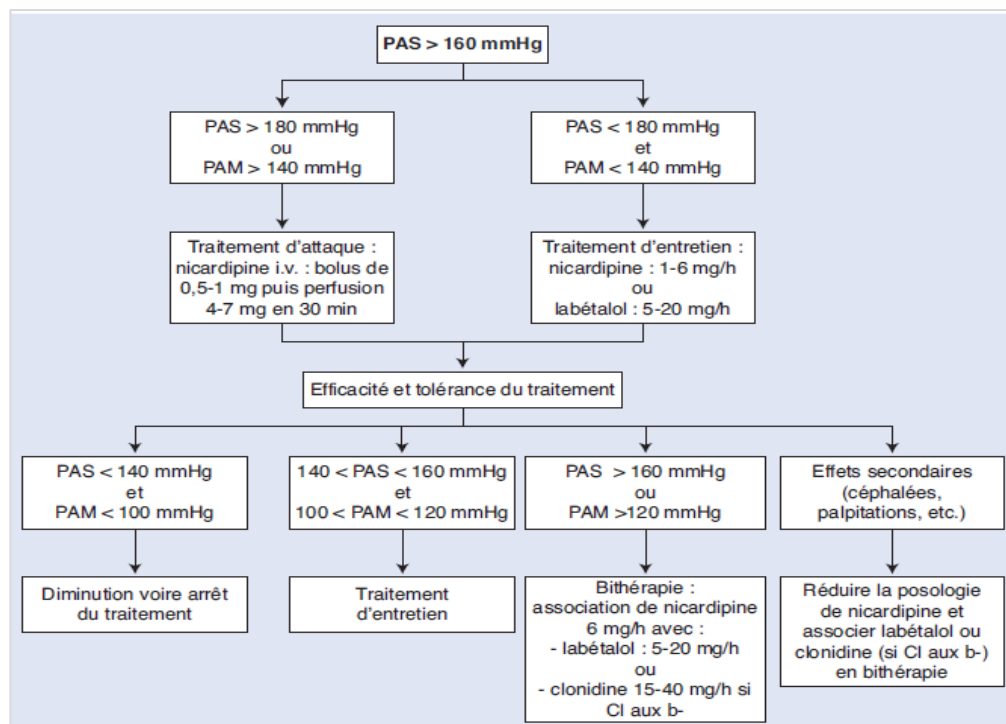 PAS > 160 mmHg
PAS > 180 mmHg
ou
PAM > 140 mmHg
PAS < 180 mmHg
et
PAM < 140 mmHg
Traitement d'attaque :
nicardipine i.v. : bolus de
0,5-1 mg puis perfusion
4-7 mg en 30 min
Traitement d'entretien :
nicardipine : 1-6 mg/h
ou
labétalol : 5-20 mg/h
Efficacité et tolérance du traitement
PAS < 140 mmHg
et
PAM < 100 mmHg
140 < PAS < 160 mmHg
et
100 < PAM < 120 mmHg
PAS > 160 mmHg
ou
PAM >120 mmHg
Effets secondaires
(céphalées,
palpitations, etc.)
Diminution voire arrêt
du traitement
Traitement
d'entretien
Bithérapie :
association de nicardipine
6 mg/h avec :
- labétalol : 5-20 mg/h
ou
- clonidine 15-40 mg/h si
CI aux b-
Réduire la posologie
de nicardipine et
associer labétalol ou
clonidine (si CI aux b-)
en bithérapie